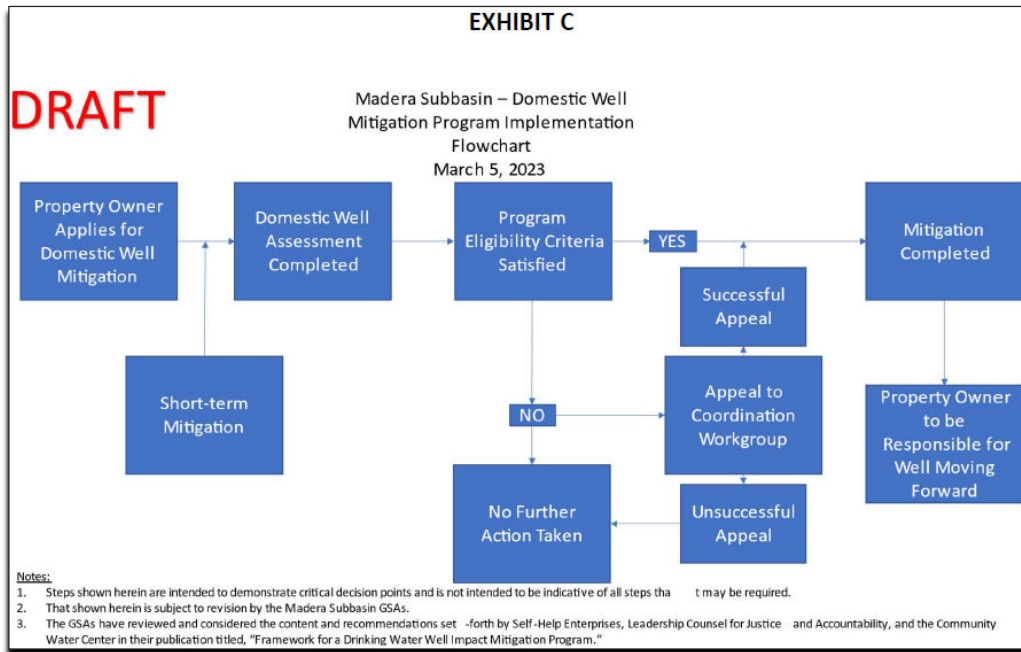 EXHIBIT C
DRAFT
Madera Subbasin – Domestic Well
Mitigation Program Implementation
Flowchart
March 5, 2023
Property Owner
Applies for
Domestic Well
Mitigation
Domestic Well
Assessment
Completed
Program
Eligibility Criteria
Satisfied
YES
Mitigation
Completed
Successful
Appeal
Short-term
Mitigation
NO
Appeal to
Coordination
Workgroup
Property Owner
to be
Responsible for
Well Moving
Forward
No Further
Action Taken
Unsuccessful
Appeal
Notes:
1. Steps shown herein are intended to demonstrate critical decision points and is not intended to be indicative of all steps tha t may be required.
2. That shown herein is subject to revision by the Madera Subbasin GSAs.
3. The GSAs have reviewed and considered the content and recommendations set -forth by Self-Help Enterprises, Leadership Counsel for Justice and Accountability, and the Community
Water Center in their publication titled, "Framework for a Drinking Water Well Impact Mitigation Program."